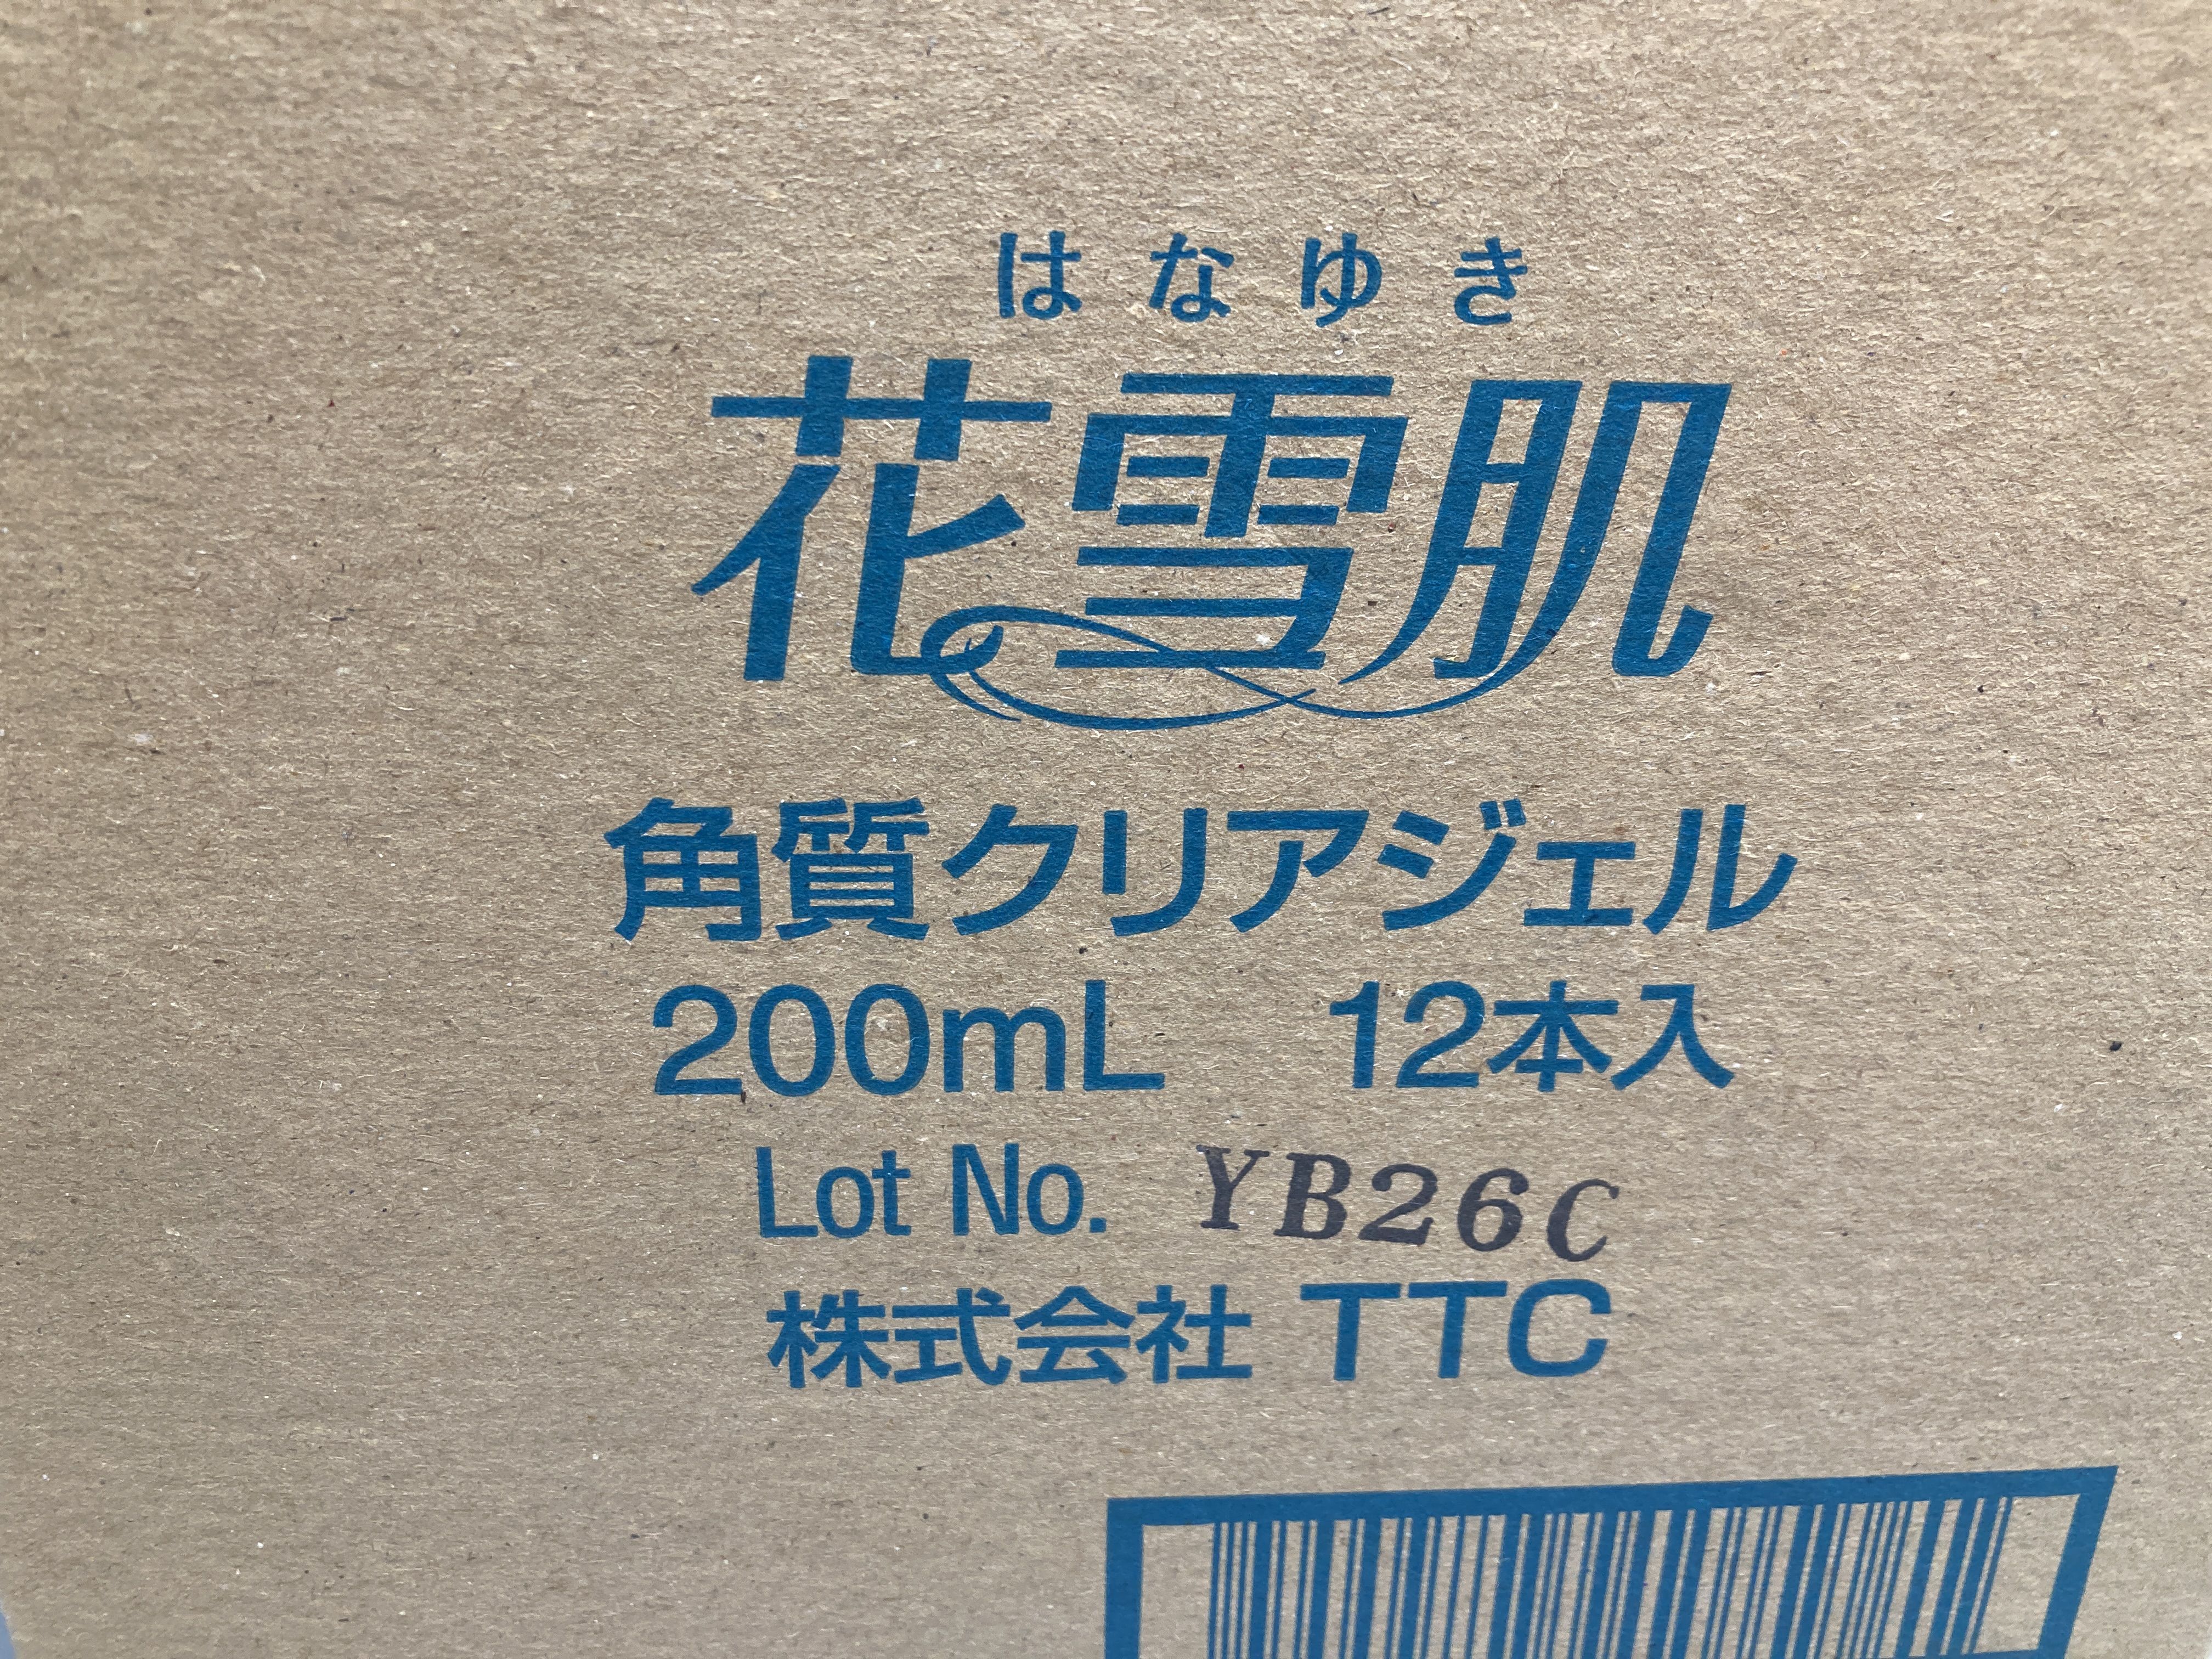 はなゆき
花雪肌
角質クリアジェル
200mL 12本入
Lot No. YB26C
株式会社 TTC